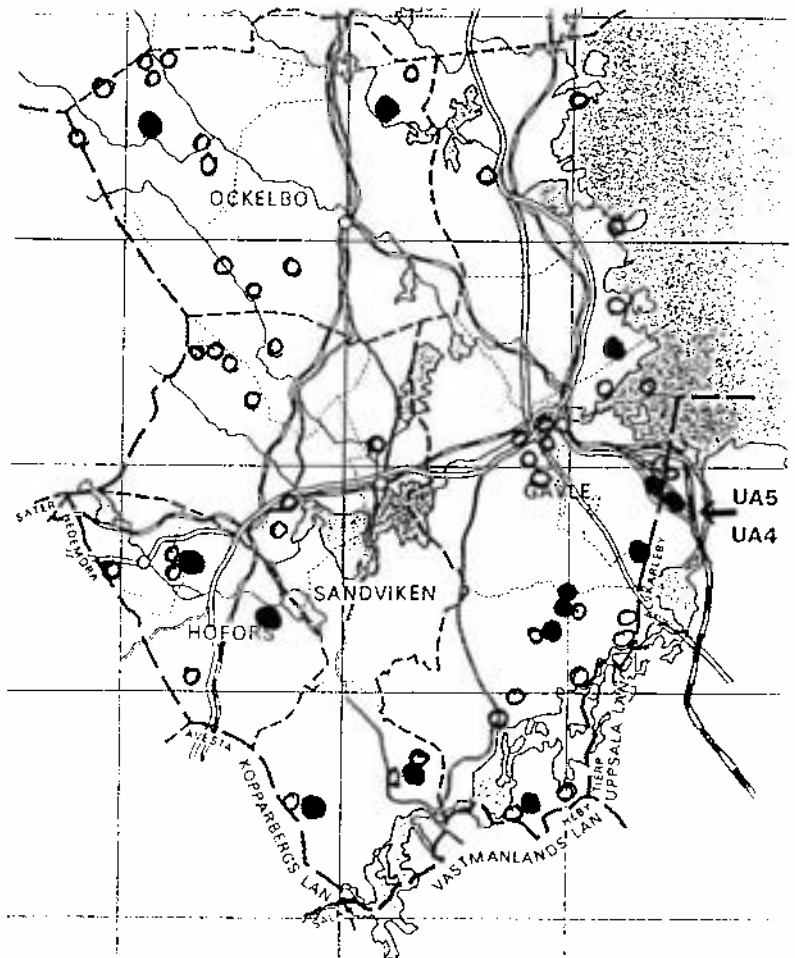 OCKELBO
GÄVLE
UA5
UA4
SÄTER
HEDEMORA
SANDVIKEN
HOFORS
ÄLVKARLEBY
AVESTA
KOPPARBERGS LÄN
TIERP
UPPSALA LÄN
HEBY
VÄSTMANLANDS LÄN
SALA